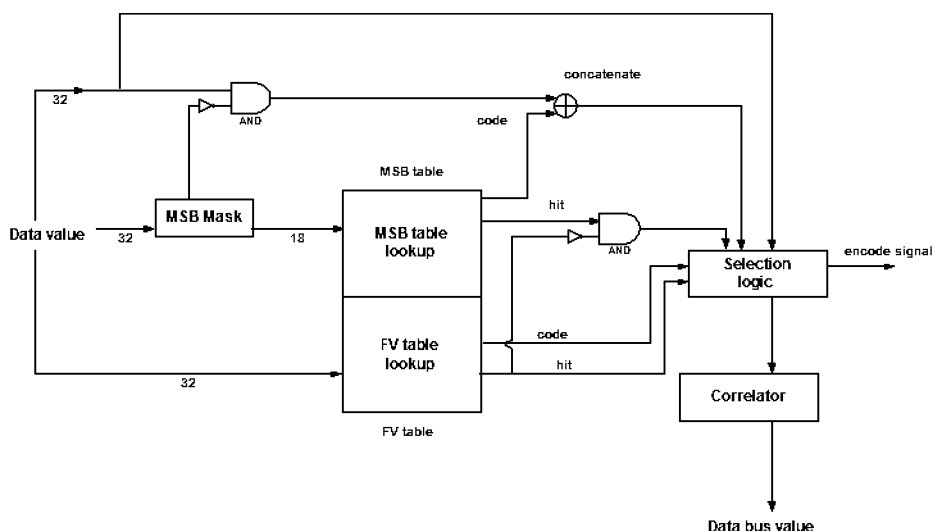 concatenate
32
AND
code
MSB table
MSB Mask
hit
Data value
32
18
MSB table
lookup
AND
encode signal
Selection
logic
code
FV table
lookup
hit
32
Correlator
FV table
Data bus value